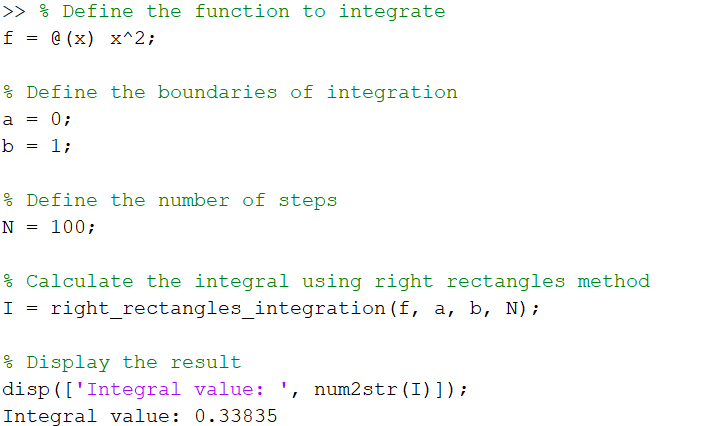 >> % Define the function to integrate
f = @(x) x^2;
% Define the boundaries of integration
a = 0;
b = 1;
% Define the number of steps
N = 100;
% Calculate the integral using right rectangles method
I = right_rectangles_integration(f, a, b, N);
% Display the result
disp(['Integral value: ', num2str(I)]);
Integral value: 0.33835